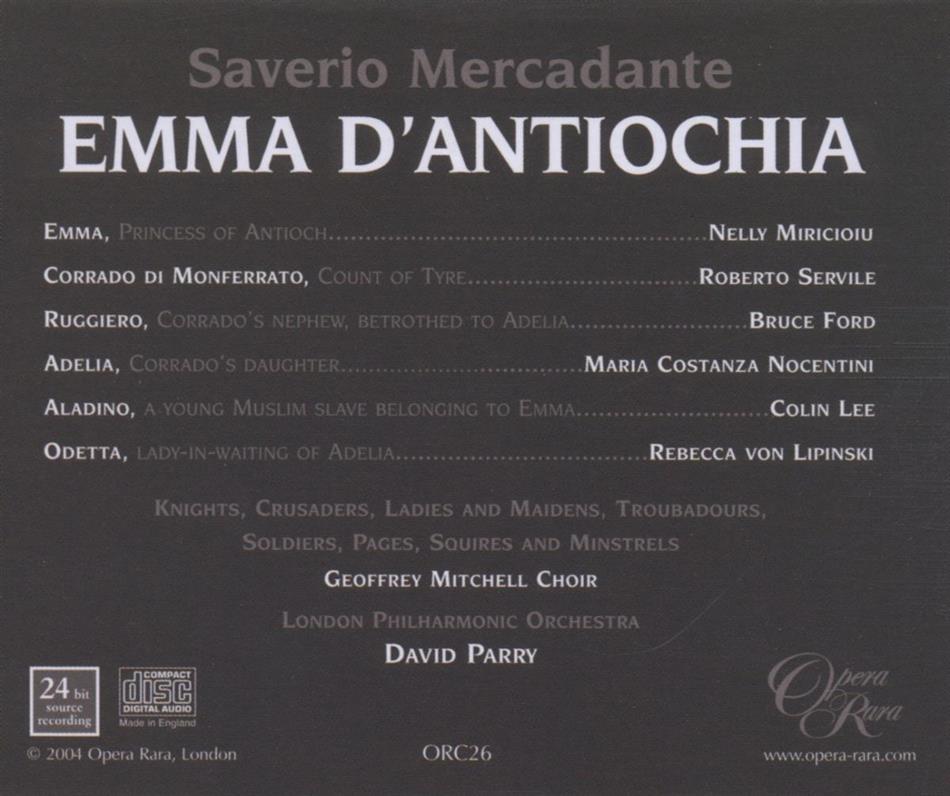 Saverio Mercadante
EMMA D'ANTIOCHIA
EMMA, PRINCESS OF ANTIOCH................................................................NELLY MIRICIOIU
CORRADO DI MONFERRATO, COUNT OF TYRE......................................ROBERTO SERVILE
RUGGIERO, CORRADO'S NEPHEW, BETROTHED TO ADELIA..............................BRUCE FORD
ADELIA, CORRADO'S DAUGHTER.........................................MARIA COSTANZA NOCENTINI
ALADINO, A YOUNG MUSLIM SLAVE BELONGING TO EMMA................................COLIN LEE
ODETTA, LADY-IN-WAITING OF ADELIA..........................................REBECCA VON LIPINSKI
KNIGHTS, CRUSADERS, LADIES AND MAIDENS, TROUBADOURS,
SOLDIERS, PAGES, SQUIRES AND MINSTRELS
GEOFFREY MITCHELL CHOIR
LONDON PHILHARMONIC ORCHESTRA
DAVID PARRY
24 bit
source
recording
COMPACT
disc
DIGITAL AUDIO
Made in England
Opera
Rara
© 2004 Opera Rara, London
ORC26
www.opera-rara.com